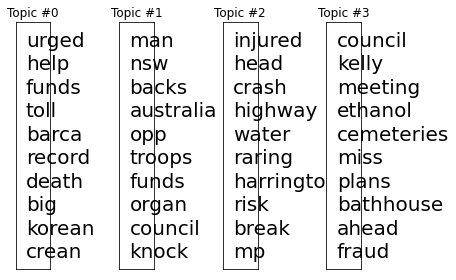 Topic #0 Topic #1 Topic #2 Topic #3
urged man injured council
help nsw head kelly
funds backs crash meeting
toll australia highway ethanol
barca opp water cemeteries
record troops raring miss
death funds harringto plans
big organ risk bathhouse
korean council break ahead
crean knock mp fraud